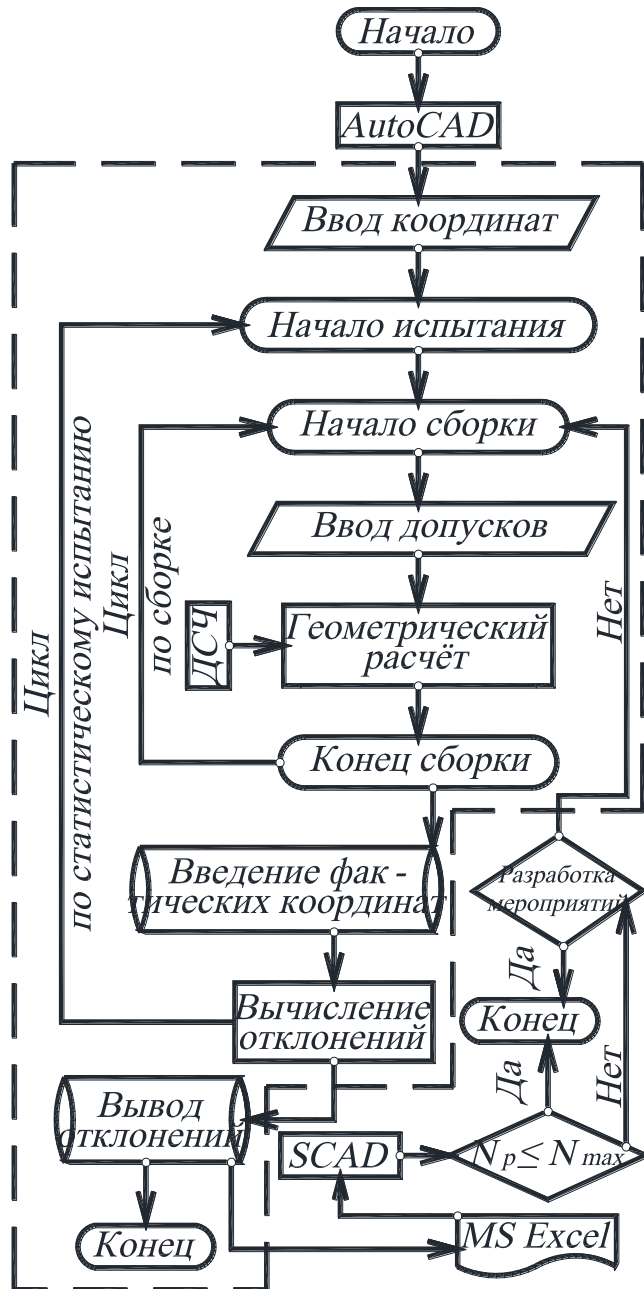 Начало
AutoCAD
Ввод координат
Начало испытания
Начало сборки
Ввод допусков
Цикл
по статистическому испытанию
Цикл
по сборке
ДСЧ
Геометрический
расчёт
Нет
Конец сборки
Введение фак -
тических координат
Разработка
мероприятий
Да
Вычисление
отклонений
Конец
Да
Нет
Вывод
отклонений
SCAD
Np ≤ Nmax
Конец
MS Excel